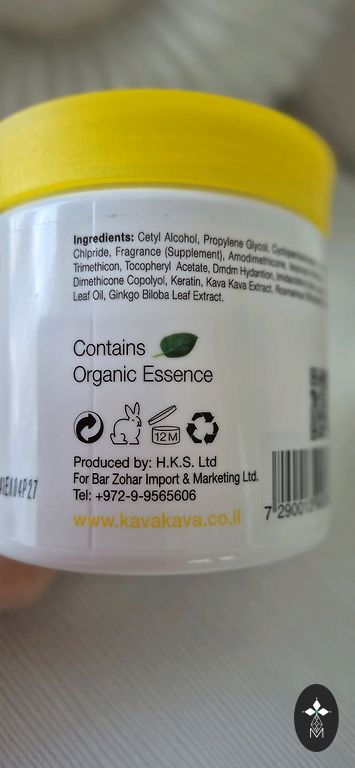 Ingredients: Cetyl Alcohol, Propylene Glycol,
Chlpride, Fragrance (Supplement), Amodimethicone,
Trimethicon, Tocopheryl Acetate, Dmdm Hydantion,
Dimethicone Copolyol, Keratin, Kava Kava Extract,
Leaf Oil, Ginkgo Biloba Leaf Extract.
Contains
Organic Essence
12M
Produced by: H.K.S. Ltd
For Bar Zohar Import & Marketing Ltd.
Tel: +972-9-9565606
www.kavakava.co.il
M